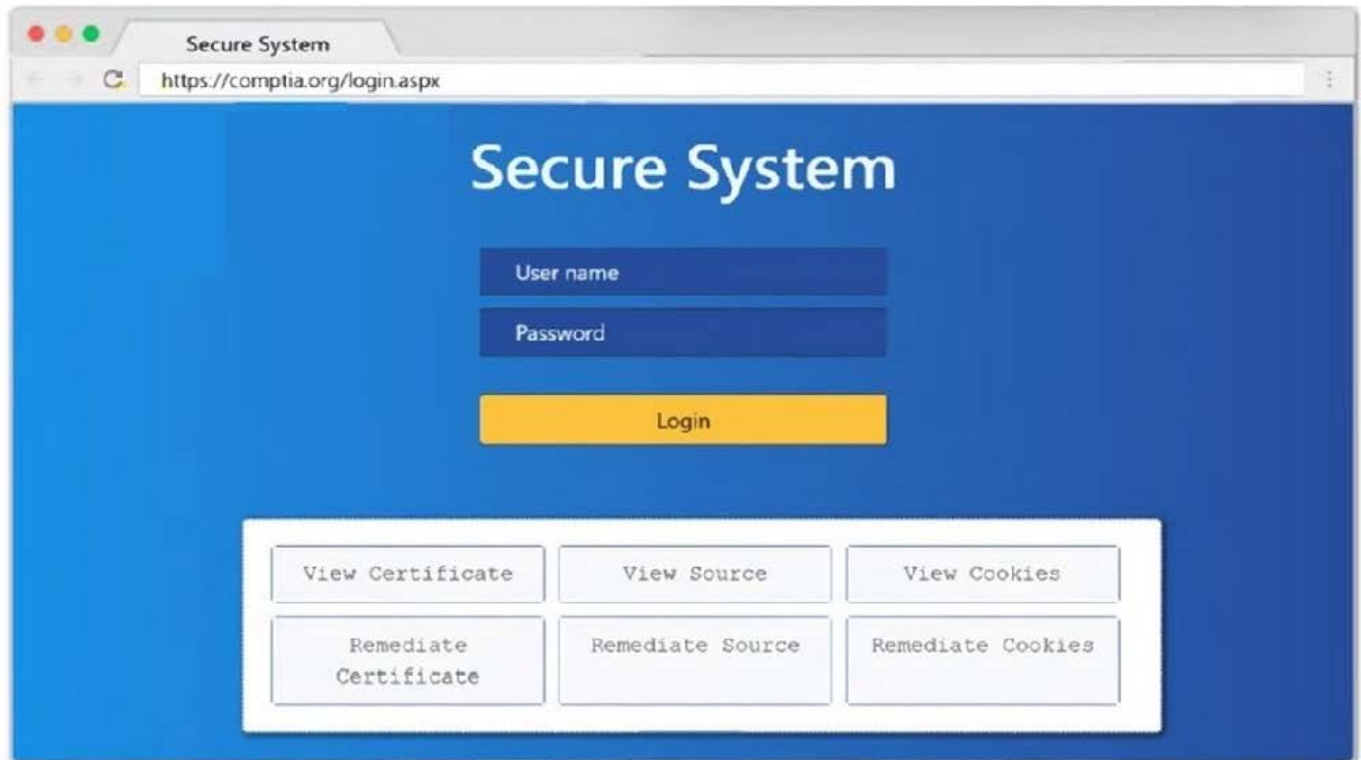 Secure System
https://comptia.org/login.aspx
Secure System
User name
Password
Login
View Certificate
View Source
View Cookies
Remediate
Certificate
Remediate Source
Remediate Cookies